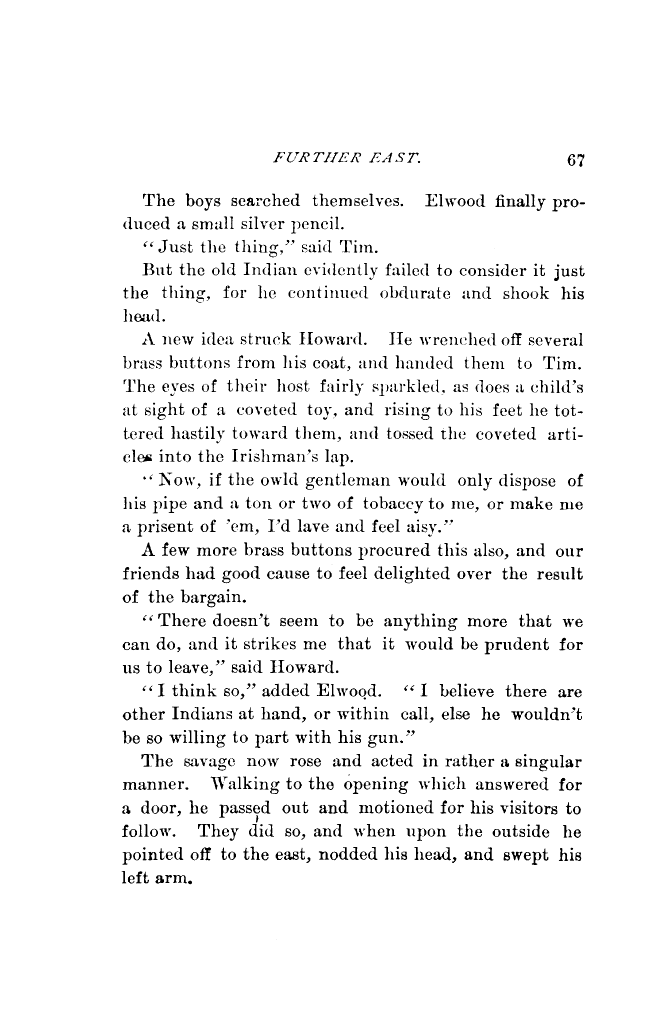 FURTHER EAST. 67
The boys searched themselves. Elwood finally pro-
duced a small silver pencil.
“Just the thing,” said Tim.
But the old Indian evidently failed to consider it just
the thing, for he continued obdurate and shook his
head.
A new idea struck Howard. He wrenched off several
brass buttons from his coat, and handed them to Tim.
The eyes of their host fairly sparkled, as does a child’s
at sight of a coveted toy, and rising to his feet he tot-
tered hastily toward them, and tossed the coveted arti-
cles into the Irishman’s lap.
“Now, if the owld gentleman would only dispose of
his pipe and a ton or two of tobaccy to me, or make me
a prisent of ’em, I’d lave and feel aisy.”
A few more brass buttons procured this also, and our
friends had good cause to feel delighted over the result
of the bargain.
“There doesn’t seem to be anything more that we
can do, and it strikes me that it would be prudent for
us to leave,” said Howard.
“I think so,” added Elwood. “I believe there are
other Indians at hand, or within call, else he wouldn’t
be so willing to part with his gun.”
The savage now rose and acted in rather a singular
manner. Walking to the opening which answered for
a door, he passed out and motioned for his visitors to
follow. They did so, and when upon the outside he
pointed off to the east, nodded his head, and swept his
left arm.